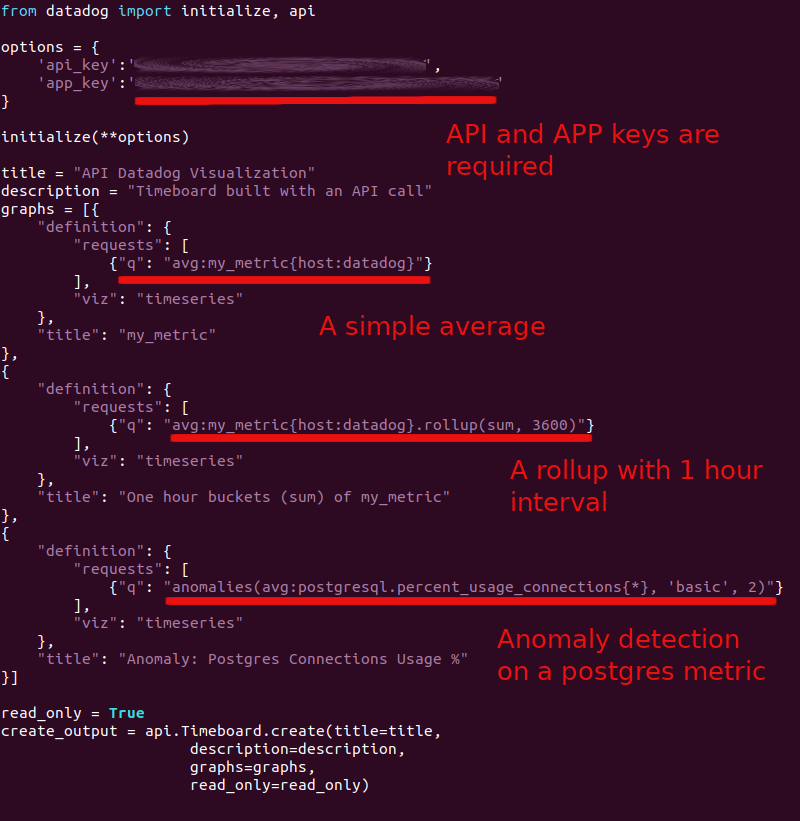 from datadog import initialize, api
options = {
    'api_key':'',
    'app_key':'
}
initialize(**options)
API and APP keys are
required
title = "API Datadog Visualization"
description = "Timeboard built with an API call"
graphs = [{
    "definition": {
        "requests": [
            {"q": "avg:my_metric{host:datadog}"}
        ],
        "viz": "timeseries"
    },
    "title": "my_metric"
A simple average
},
{
    "definition": {
        "requests": [
            {"q": "avg:my_metric{host:datadog}.rollup(sum, 3600)"}
        ],
        "viz": "timeseries"
    },
    "title": "One hour buckets (sum) of my_metric"
A rollup with 1 hour
interval
},
{
    "definition": {
        "requests": [
            {"q": "anomalies(avg:postgresql.percent_usage_connections{*}, 'basic', 2)"}
        ],
        "viz": "timeseries"
    },
    "title": "Anomaly: Postgres Connections Usage %"
}]
Anomaly detection
on a postgres metric
read_only = True
create_output = api.Timeboard.create(title=title,
                     description=description,
                     graphs=graphs,
                     read_only=read_only)